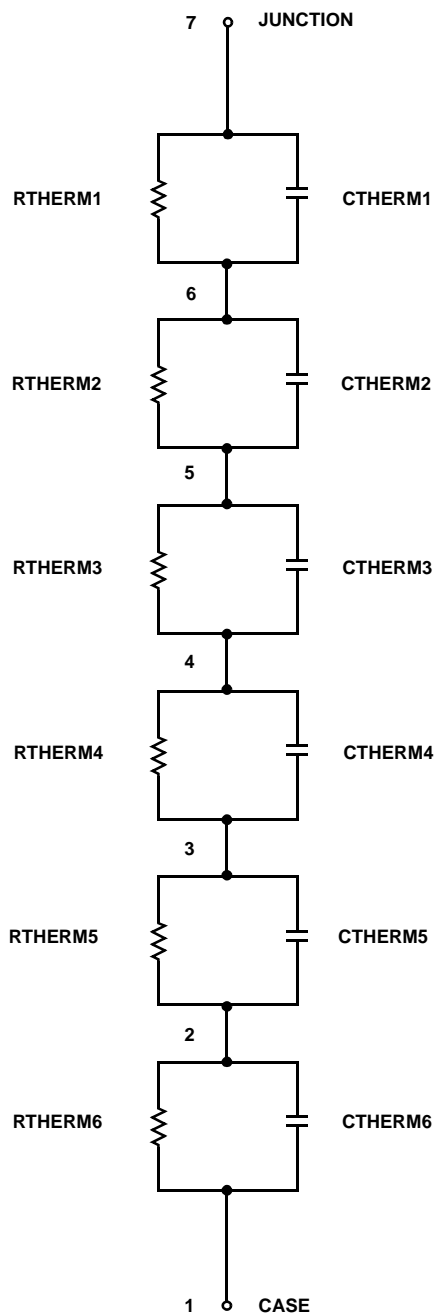 7 JUNCTION
RTHERM1 CTHERM1
6
RTHERM2 CTHERM2
5
RTHERM3 CTHERM3
4
RTHERM4 CTHERM4
3
RTHERM5 CTHERM5
2
RTHERM6 CTHERM6
1 CASE